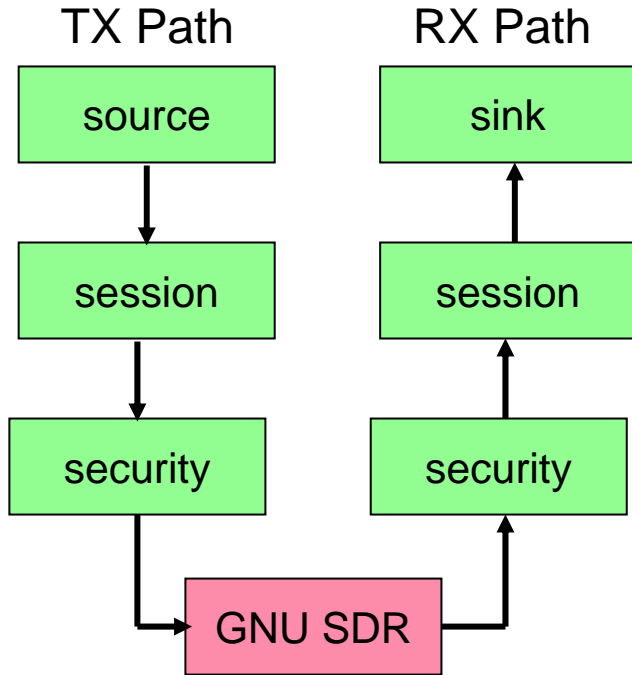 TX Path
RX Path
source
sink
session
session
security
security
GNU SDR